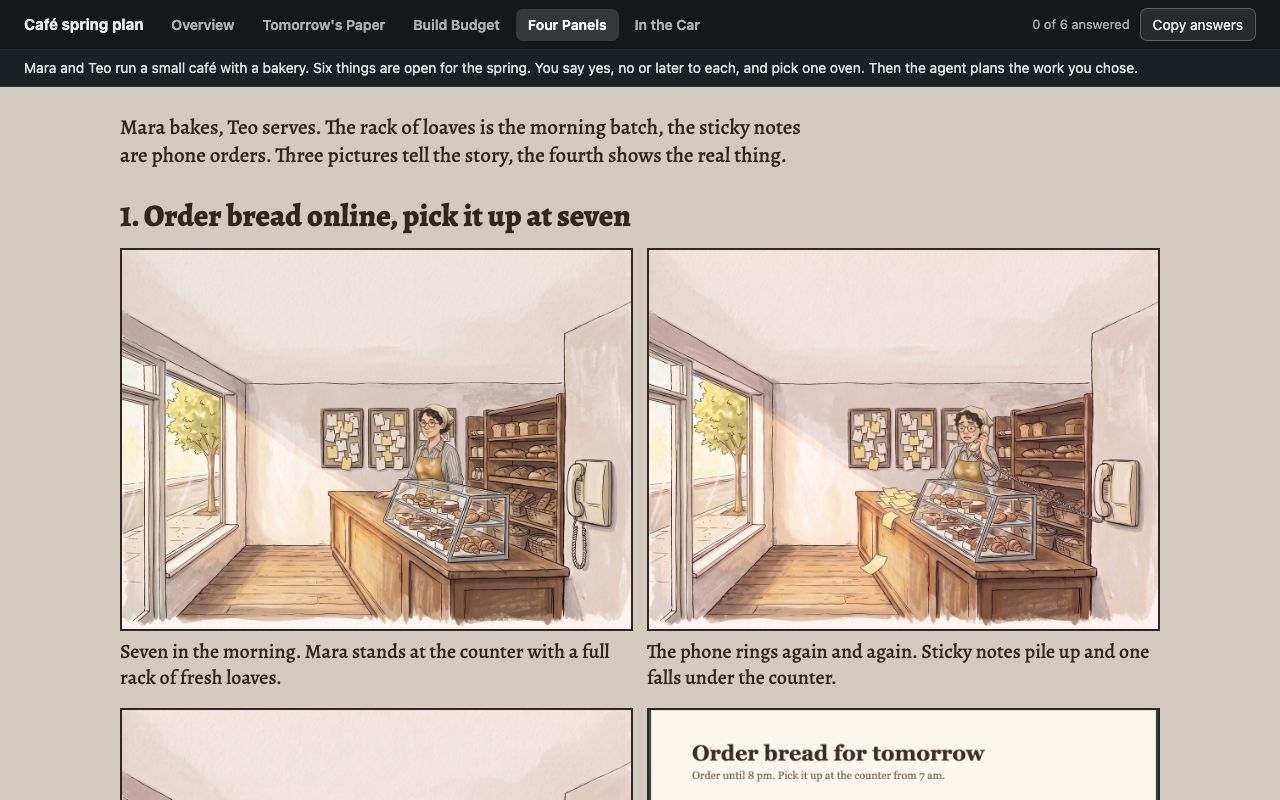 Café spring plan
Overview
Tomorrow's Paper
Build Budget
Four Panels
In the Car
0 of 6 answered
Copy answers
Mara and Teo run a small café with a bakery. Six things are open for the spring. You say yes, no or later to each, and pick one oven. Then the agent plans the work you chose.
Mara bakes, Teo serves. The rack of loaves is the morning batch, the sticky notes
are phone orders. Three pictures tell the story, the fourth shows the real thing.
1. Order bread online, pick it up at seven
Seven in the morning. Mara stands at the counter with a full
rack of fresh loaves.
The phone rings again and again. Sticky notes pile up and one
falls under the counter.
Order bread for tomorrow
Order until 8 pm. Pick it up at the counter from 7 am.